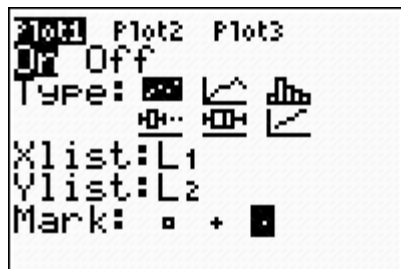 Plot1 Plot2 Plot3
On Off
Type:
Xlist:L₁
Ylist:L₂
Mark: ▫ + ·